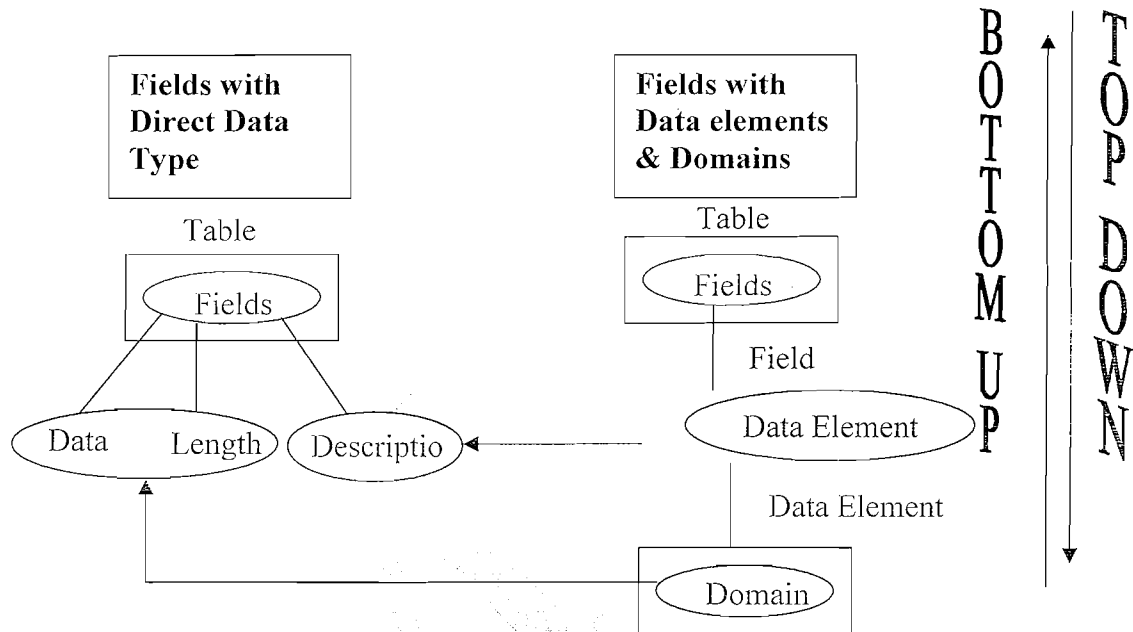 Fields with
Direct Data
Type
Table
Fields
Data Length
Descriptio
Fields with
Data elements
& Domains
Table
Fields
Field
Data Element
Data Element
Domain
BOTTOM UP
TOP DOWN